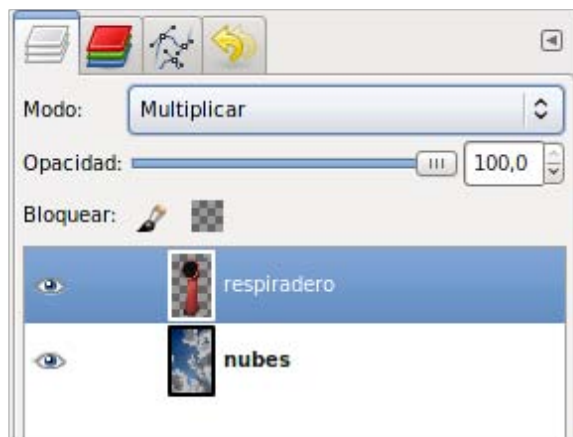 Modo: Multiplicar
Opacidad: 100,0
Bloquear:
respiradero
nubes